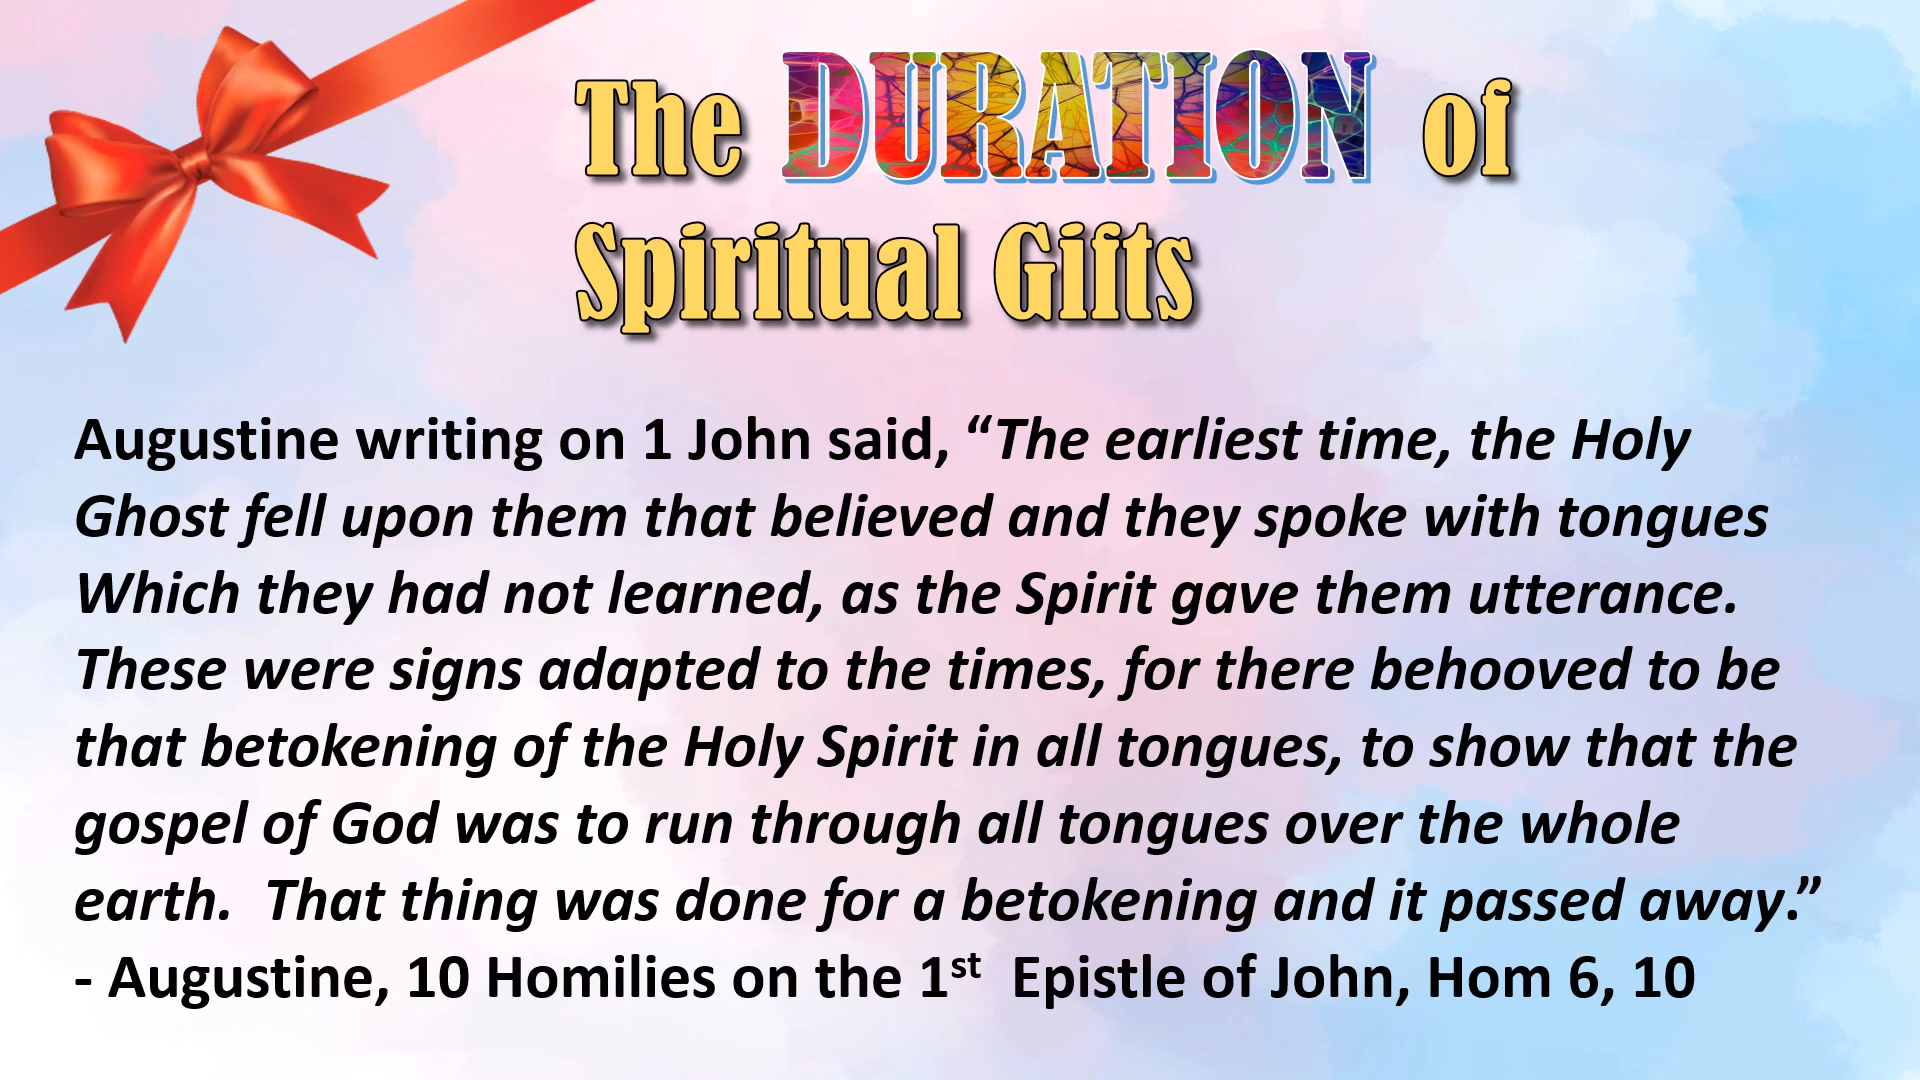 The DURATION of
Spiritual Gifts
Augustine writing on 1 John said, “The earliest time, the Holy
Ghost fell upon them that believed and they spoke with tongues
Which they had not learned, as the Spirit gave them utterance.
These were signs adapted to the times, for there behooved to be
that betokening of the Holy Spirit in all tongues, to show that the
gospel of God was to run through all tongues over the whole
earth.  That thing was done for a betokening and it passed away.”
- Augustine, 10 Homilies on the 1st  Epistle of John, Hom 6, 10